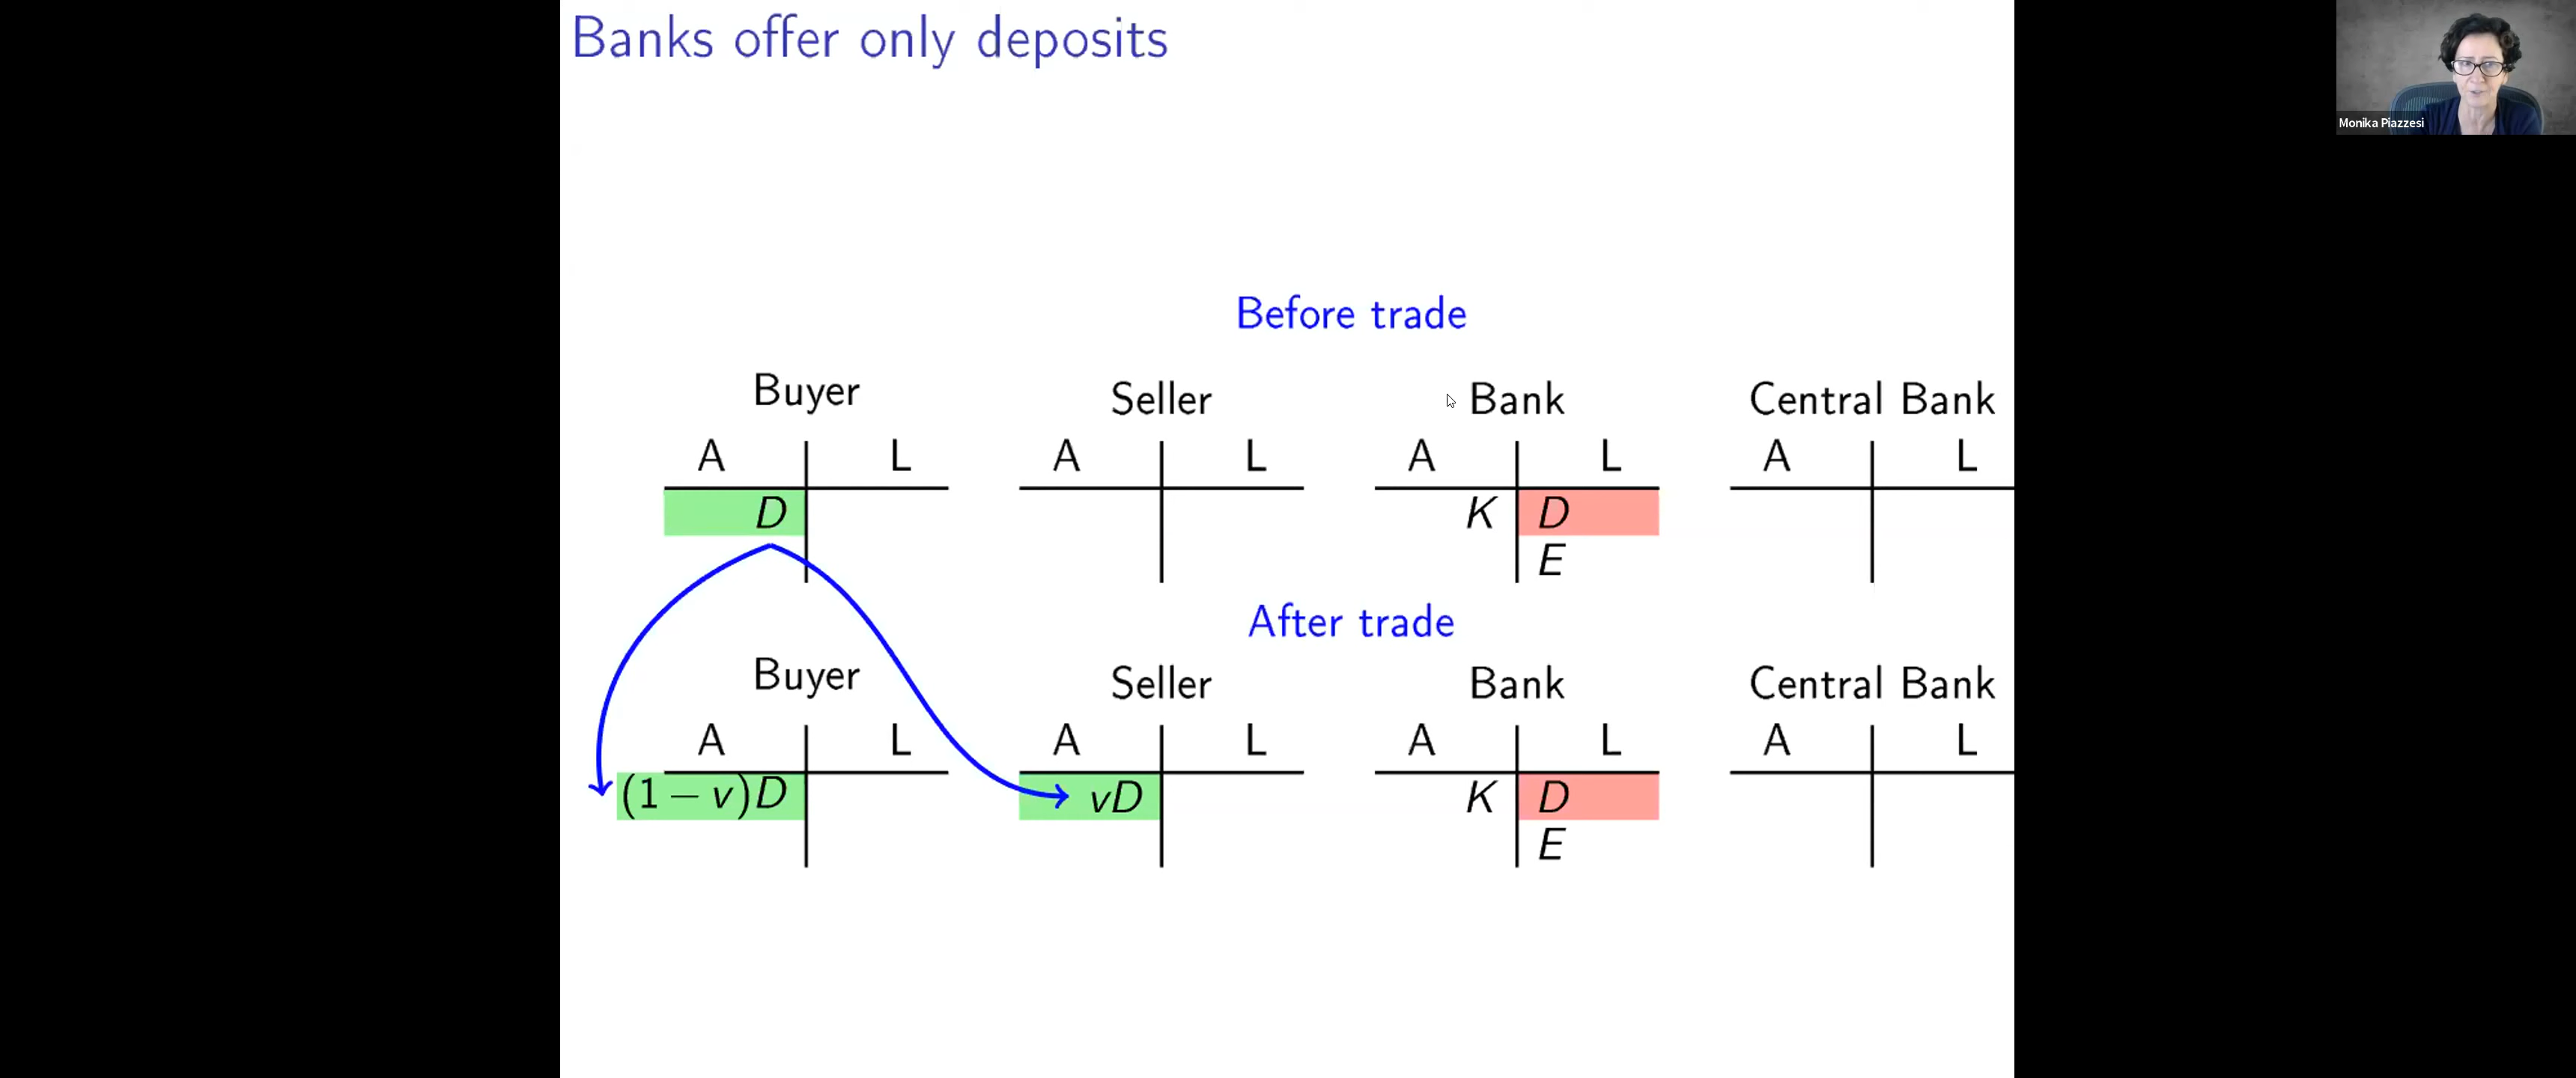 Banks offer only deposits
Monika Piazzesi
Before trade
Buyer Seller Bank Central Bank
A L A L A L A L
D K D
E
After trade
Buyer Seller Bank Central Bank
A L A L A L A L
(1 − v)D vD K D
E